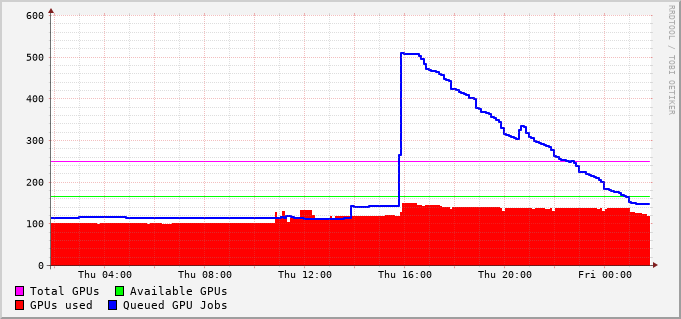 600
500
400
300
200
100
0
Thu 04:00 Thu 08:00 Thu 12:00 Thu 16:00 Thu 20:00 Fri 00:00
Total GPUs Available GPUs
GPUs used Queued GPU Jobs
RRDTOOL / TOBI OETIKER